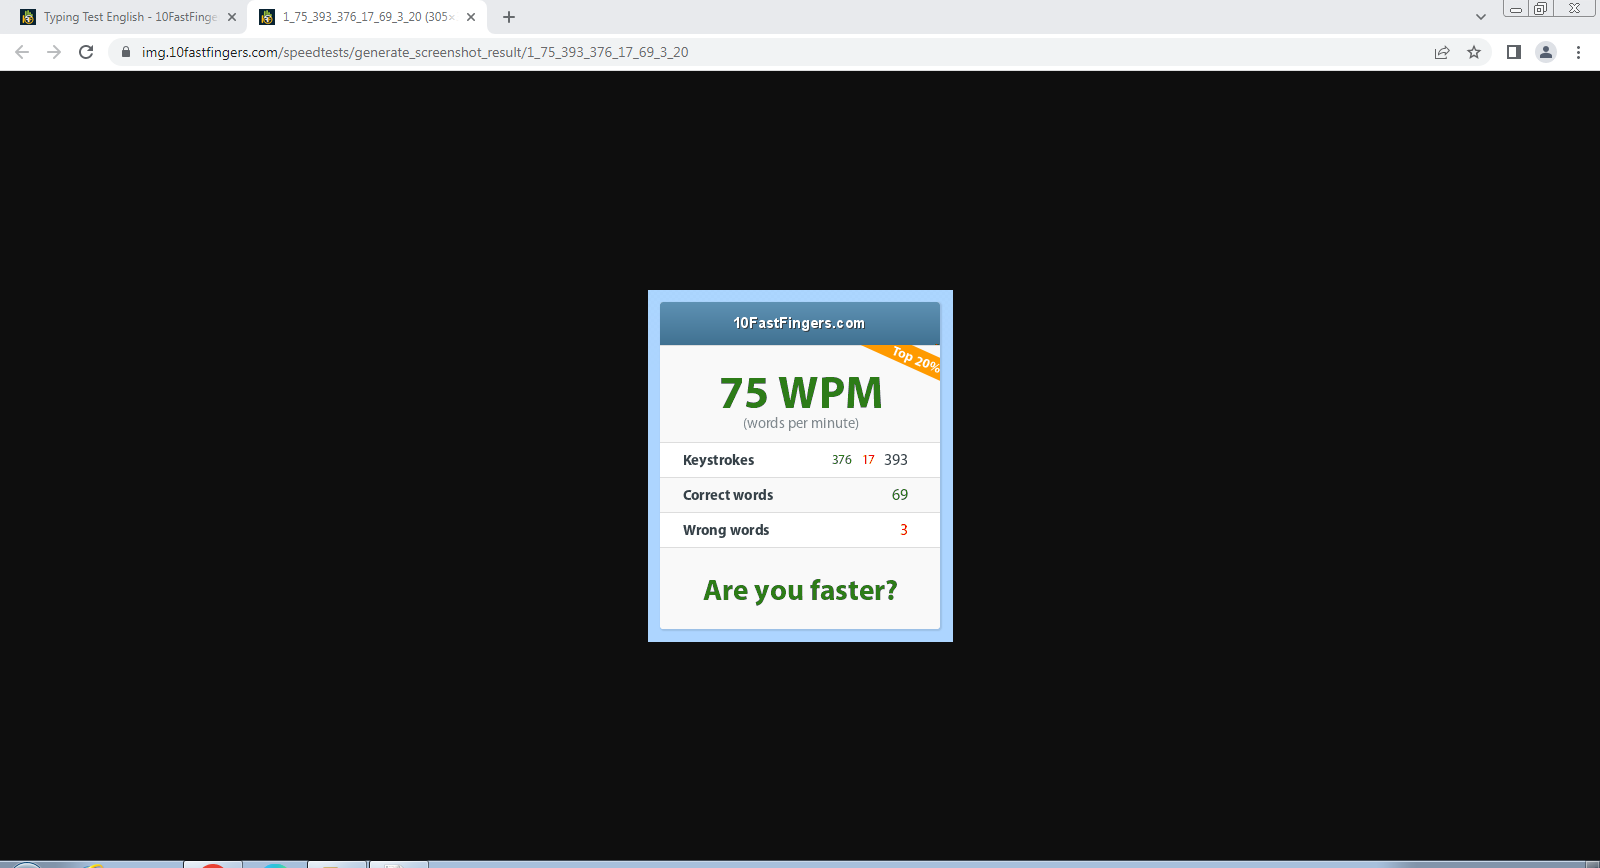 Typing Test English - 10FastFinge
1_75_393_376_17_69_3_20 (305×
img.10fastfingers.com/speedtests/generate_screenshot_result/1_75_393_376_17_69_3_20
10FastFingers.com
Top 20%
75 WPM
(words per minute)
Keystrokes 376 17 393
Correct words 69
Wrong words 3
Are you faster?